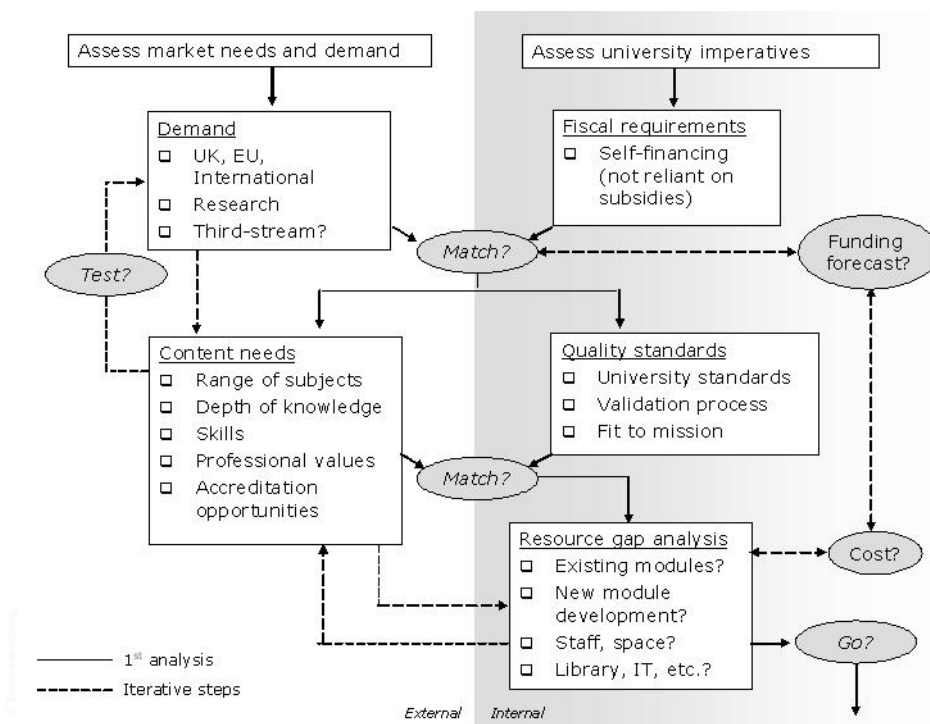 Assess market needs and demand
Assess university imperatives
Demand
❑ UK, EU,
International
❑ Research
❑ Third-stream?
Fiscal requirements
❑ Self-financing
(not reliant on
subsidies)
Match?
Funding
forecast?
Test?
Content needs
❑ Range of subjects
❑ Depth of knowledge
❑ Skills
❑ Professional values
❑ Accreditation
opportunities
Quality standards
❑ University standards
❑ Validation process
❑ Fit to mission
Match?
Resource gap analysis
❑ Existing modules?
❑ New module
development?
❑ Staff, space?
❑ Library, IT, etc.?
Cost?
Go?
1st analysis
Iterative steps
External
Internal